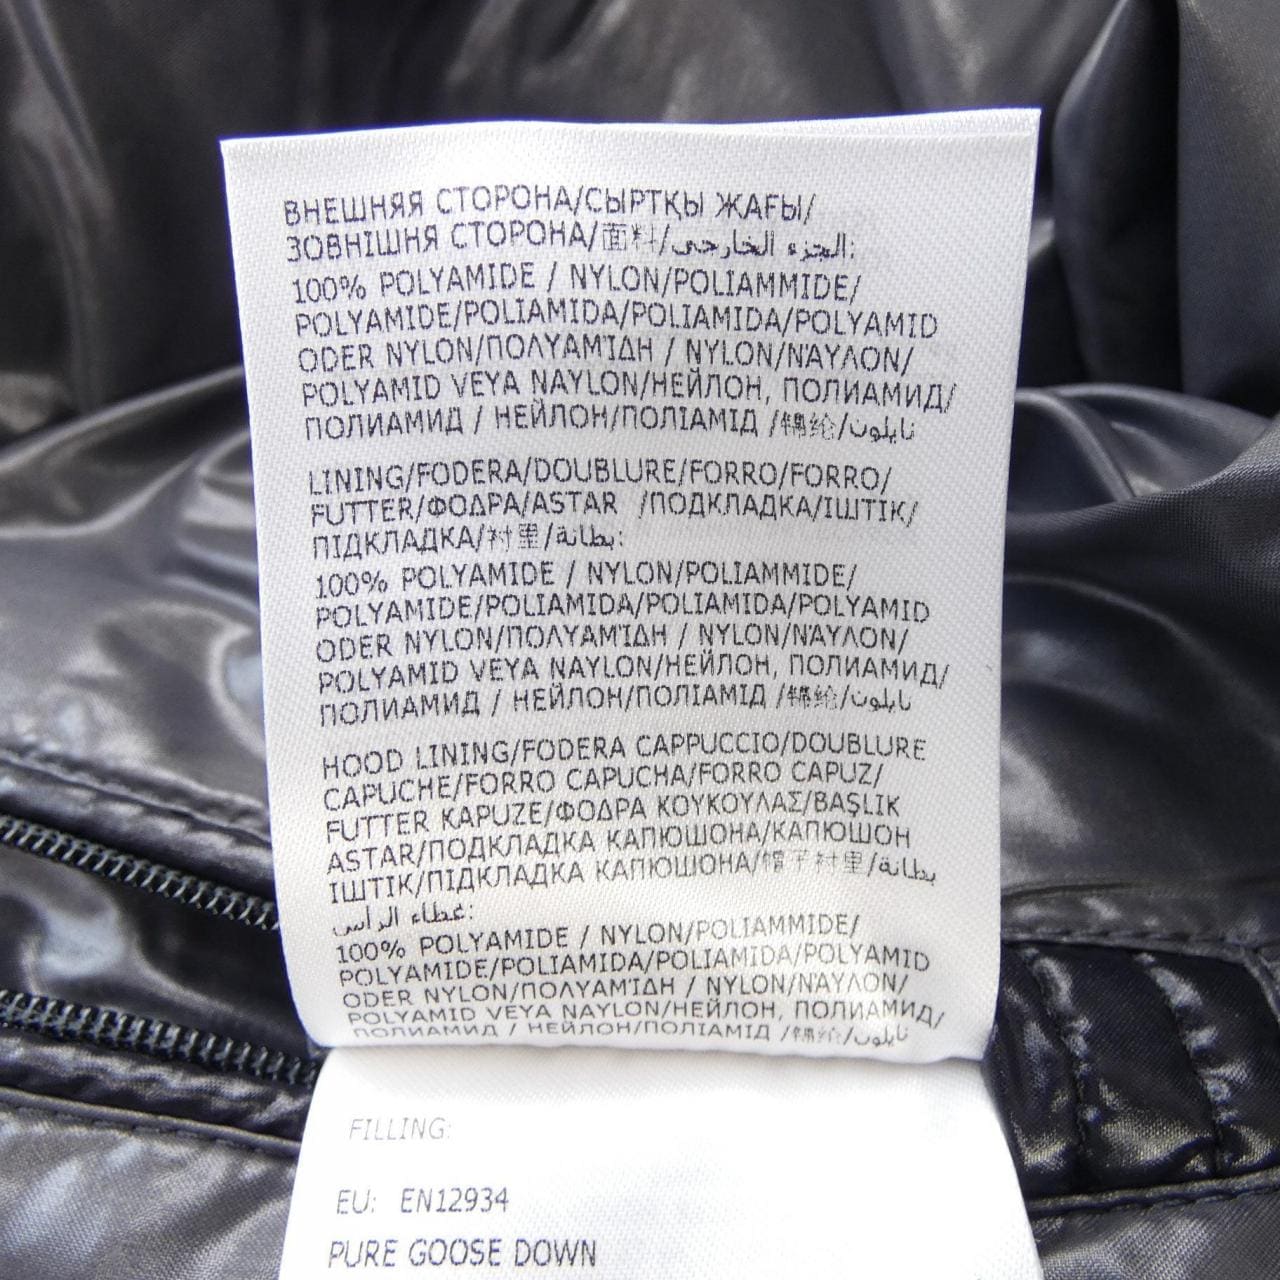 ВНЕШНЯЯ СТОРОНА/СЫРТҚЫ ЖАҒЫ/
ЗОВНІШНЯ СТОРОНА/面料/الجزء الخارجي:
100% POLYAMIDE / NYLON/POLIAMMIDE/
POLYAMIDE/POLIAMIDA/POLIAMIDA/POLYAMID
ODER NYLON/ΠΟΛΥΑΜΊΔΗ / NYLON/ΝΆΥΛΟΝ/
POLYAMID VEYA NAYLON/НЕЙЛОН, ПОЛИАМИД/
ПОЛИАМИД / НЕЙЛОН/ПОЛІАМІД /锦纶/نايلون
LINING/FODERA/DOUBLURE/FORRO/FORRO/
FUTTER/ΦΟΔΡΑ/ASTAR /ПОДКЛАДКА/ІШТІК/
ПІДКЛАДКА/衬里/بطانة:
100% POLYAMIDE / NYLON/POLIAMMIDE/
POLYAMIDE/POLIAMIDA/POLIAMIDA/POLYAMID
ODER NYLON/ΠΟΛΥΑΜΊΔΗ / NYLON/ΝΆΥΛΟΝ/
POLYAMID VEYA NAYLON/НЕЙЛОН, ПОЛИАМИД/
ПОЛИАМИД / НЕЙЛОН/ПОЛІАМІД /锦纶/نايلون
HOOD LINING/FODERA CAPPUCCIO/DOUBLURE
CAPUCHE/FORRO CAPUCHA/FORRO CAPUZ/
FUTTER KAPUZE/ΦΟΔΡΑ ΚΟΥΚΟΥΛΑΣ/BAŞLIK
ASTAR/ПОДКЛАДКА КАПЮШОНА/КАПЮШОН
ІШТІК/ПІДКЛАДКА КАПЮШОНА/帽子衬里/بطانة
غطاء الرأس:
100% POLYAMIDE / NYLON/POLIAMMIDE/
POLYAMIDE/POLIAMIDA/POLIAMIDA/POLYAMID
ODER NYLON/ΠΟΛΥΑΜΊΔΗ / NYLON/ΝΆΥΛΟΝ/
POLYAMID VEYA NAYLON/НЕЙЛОН, ПОЛИАМИД/
ПОЛИАМИД / НЕЙЛОН/ПОЛІАМІД /锦纶/نايلون
FILLING:
EU: EN12934
PURE GOOSE DOWN